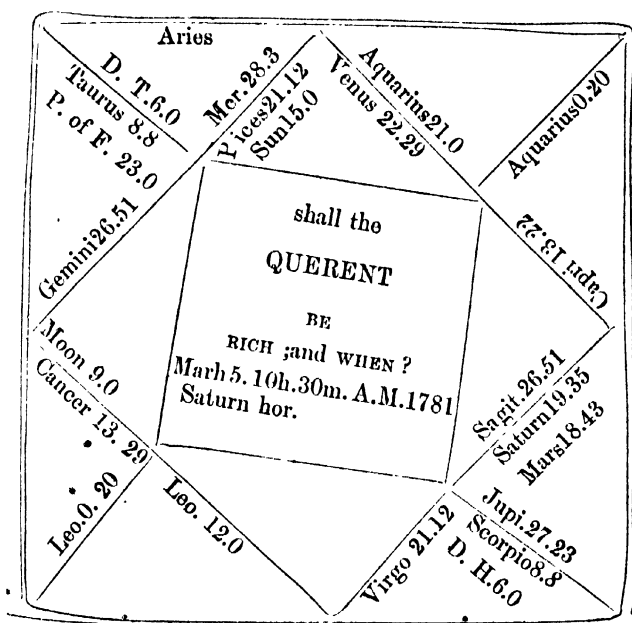 Aries
D. T.6.0
Taurus 8.8
P. of F. 23.0
Gemini26.51
Mer.28.3
Pices21.12
Sun15.0
Aquarius21.0
Venus 22.29
Aquarius0.20
Capri 13.22
shall the
QUERENT
BE
RICH ;and WHEN ?
Marh 5. 10h.30m. A.M.1781
Saturn hor.
Moon 9.0
Cancer 13. 29
Leo.0. 20
Leo. 12.0
Virgo 21.12
Sagit.26.51
Saturn19.35
Mars18.43
Jupi.27.23
Scorpio8.8
D. H.6.0